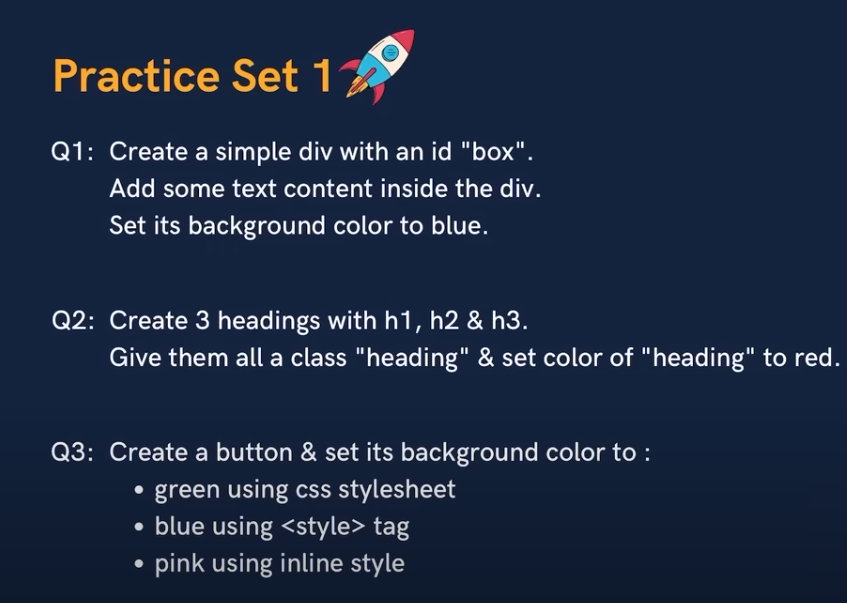 Practice Set 1
Q1: Create a simple div with an id "box".
Add some text content inside the div.
Set its background color to blue.
Q2: Create 3 headings with h1, h2 & h3.
Give them all a class "heading" & set color of "heading" to red.
Q3: Create a button & set its background color to :
• green using css stylesheet
• blue using <style> tag
• pink using inline style